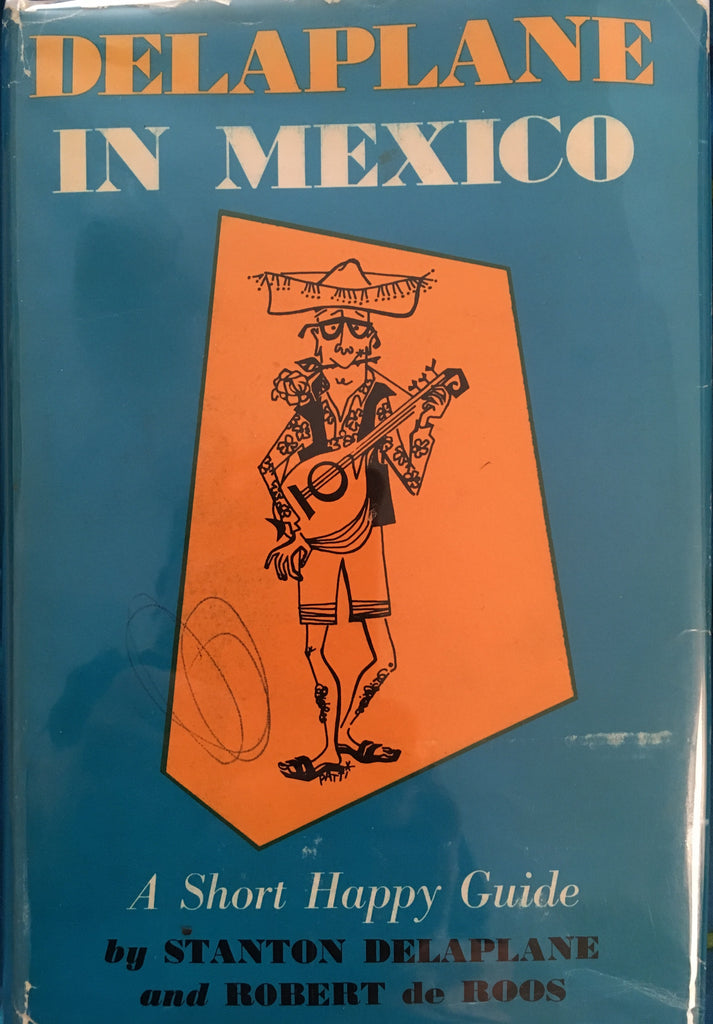 DELAPLANE
IN MEXICO
A Short Happy Guide
by STANTON DELAPLANE
and ROBERT de ROOS